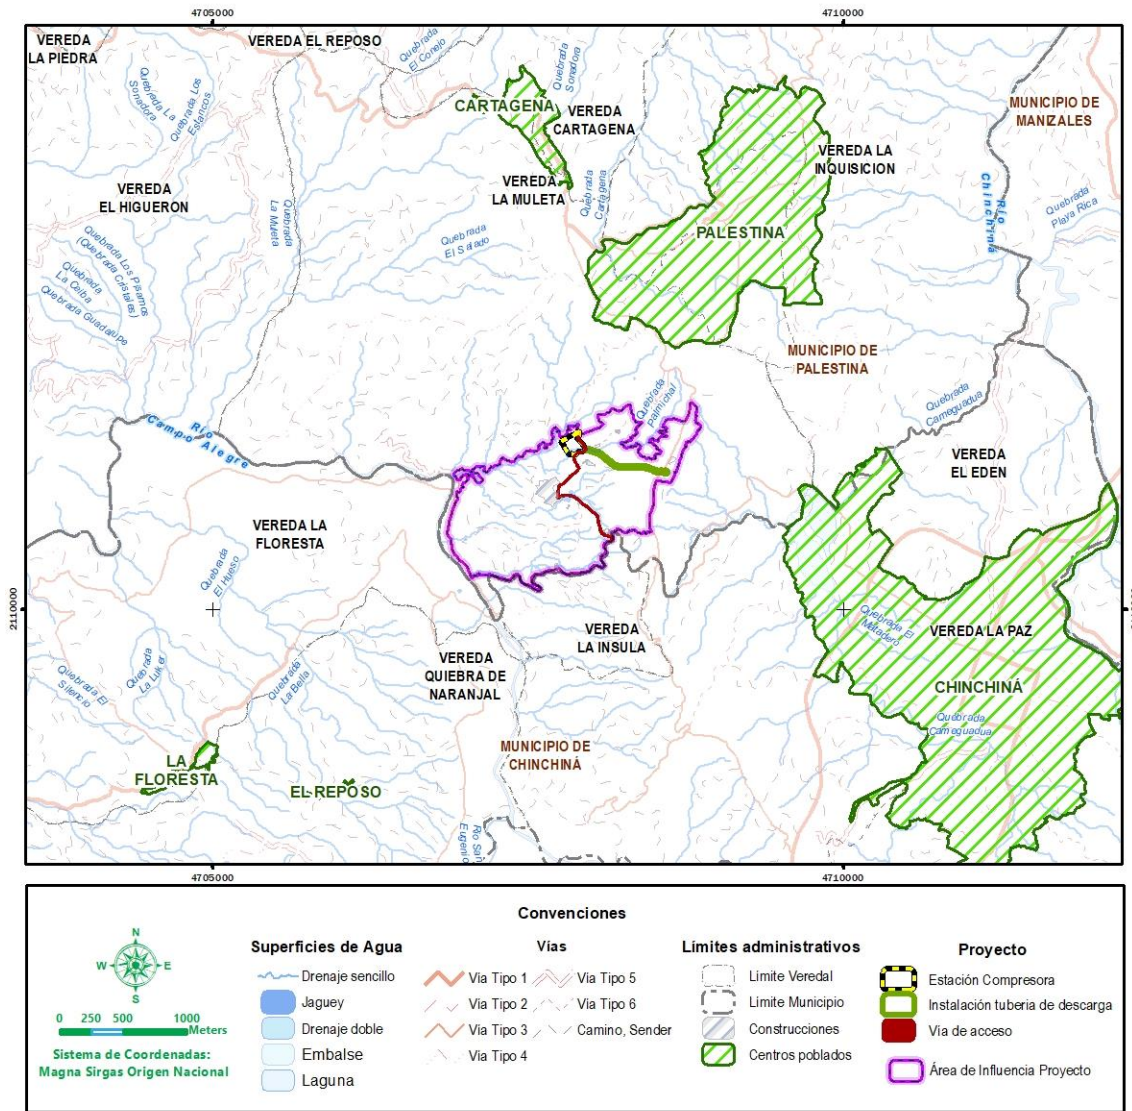 4705000
4710000
VEREDA
LA PIEDRA
VEREDA EL REPOSO
Quebrada
El Conejo
Quebrada
Sonadora
Quebrada La
Sonadora
Quebrada Los
Estancos
CARTAGENA
VEREDA
CARTAGENA
MUNICIPIO DE
MANZALES
VEREDA LA
INQUISICION
VEREDA
LA MULETA
VEREDA
EL HIGUERON
Quebrada
La Muleta
Quebrada
Cartagena
Río
Chinchiná
Quebrada
Playa Rica
Quebrada
El Salado
PALESTINA
Quebrada Los Pisamos
(Quebrada Cristales)
Quebrada
La Ceiba
Quebrada Guadalupe
MUNICIPIO DE
PALESTINA
Quebrada
Palmichal
Quebrada
Cameguadua
Río
Campo Alegre
VEREDA
EL EDEN
VEREDA LA
FLORESTA
Quebrada
El Hueso
2110000
Quebrada El
Matadero
VEREDA LA PAZ
VEREDA
LA INSULA
VEREDA
QUIEBRA DE
NARANJAL
Quebrada
La Luker
Quebrada El
Silencio
Quebrada
La Bella
CHINCHINÁ
Quebrada
Cameguadua
MUNICIPIO DE
CHINCHINÁ
LA
FLORESTA
EL REPOSO
Río San
Eugenio
4705000
4710000
Convenciones
N
W
E
S
0 250 500 1000
Meters
Sistema de Coordenadas:
Magna Sirgas Origen Nacional
Superficies de Agua
Drenaje sencillo
Jaguey
Drenaje doble
Embalse
Laguna
Vías
Via Tipo 1
Via Tipo 2
Via Tipo 3
Via Tipo 4
Via Tipo 5
Via Tipo 6
Camino, Sender
Límites administrativos
Limite Veredal
Limite Municipio
Construcciones
Centros poblados
Proyecto
Estación Compresora
Instalación tuberia de descarga
Via de acceso
Área de Influencia Proyecto